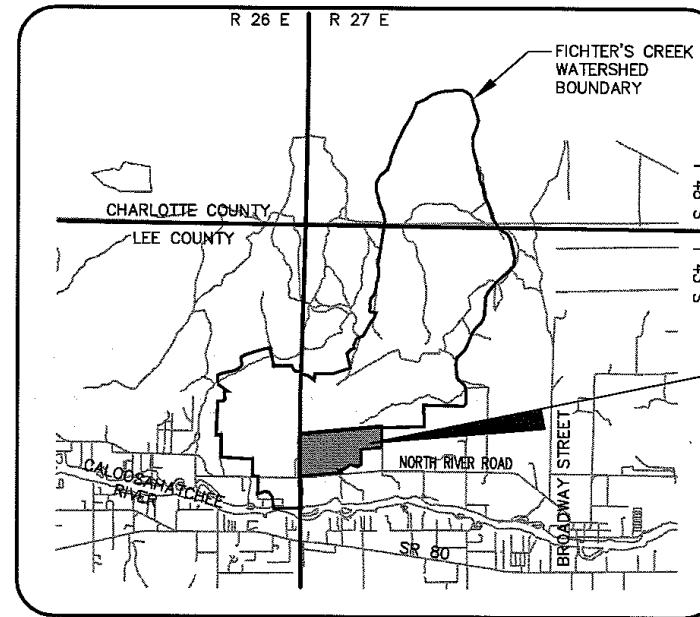 R 26 E
R 27 E
FICHTER'S CREEK
WATERSHED
BOUNDARY
CHARLOTTE COUNTY
LEE COUNTY
T 43 S
NORTH RIVER ROAD
CALOOSAHATCHEE
RIVER
BROADWAY STREET
SR 80